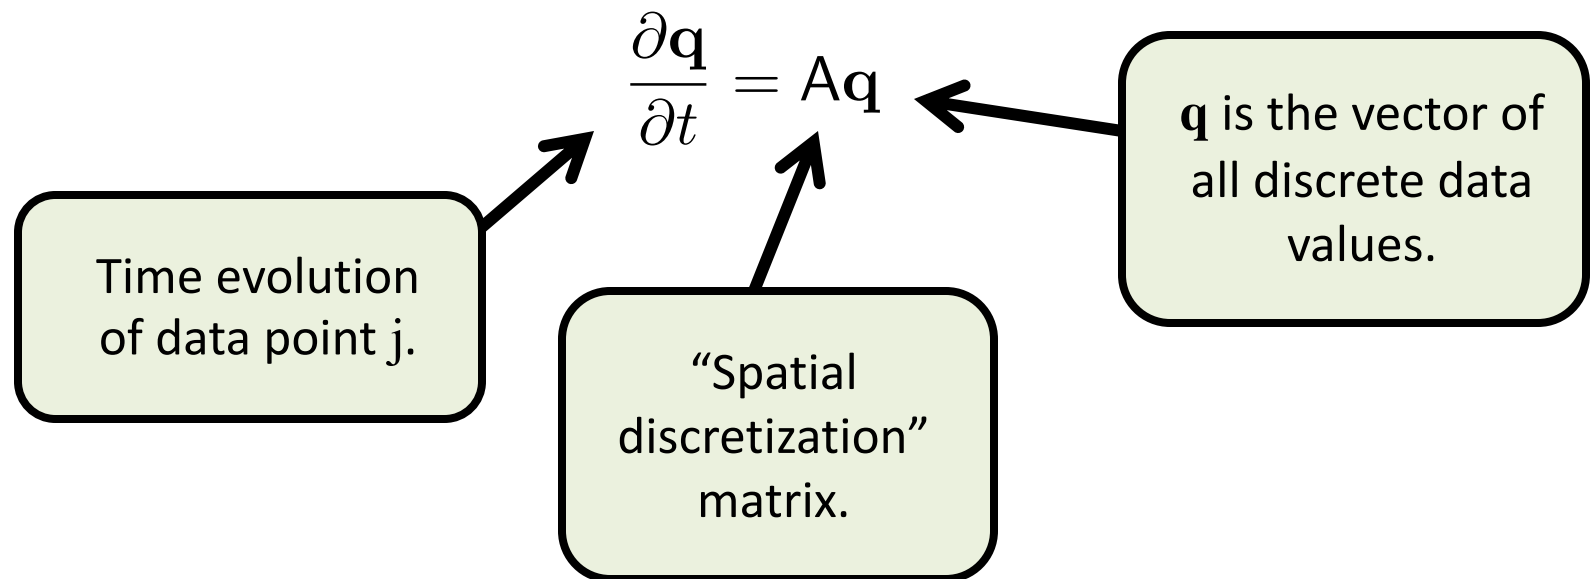 ∂q/∂t = Aq
q is the vector of
all discrete data
values.
Time evolution
of data point j.
“Spatial
discretization”
matrix.